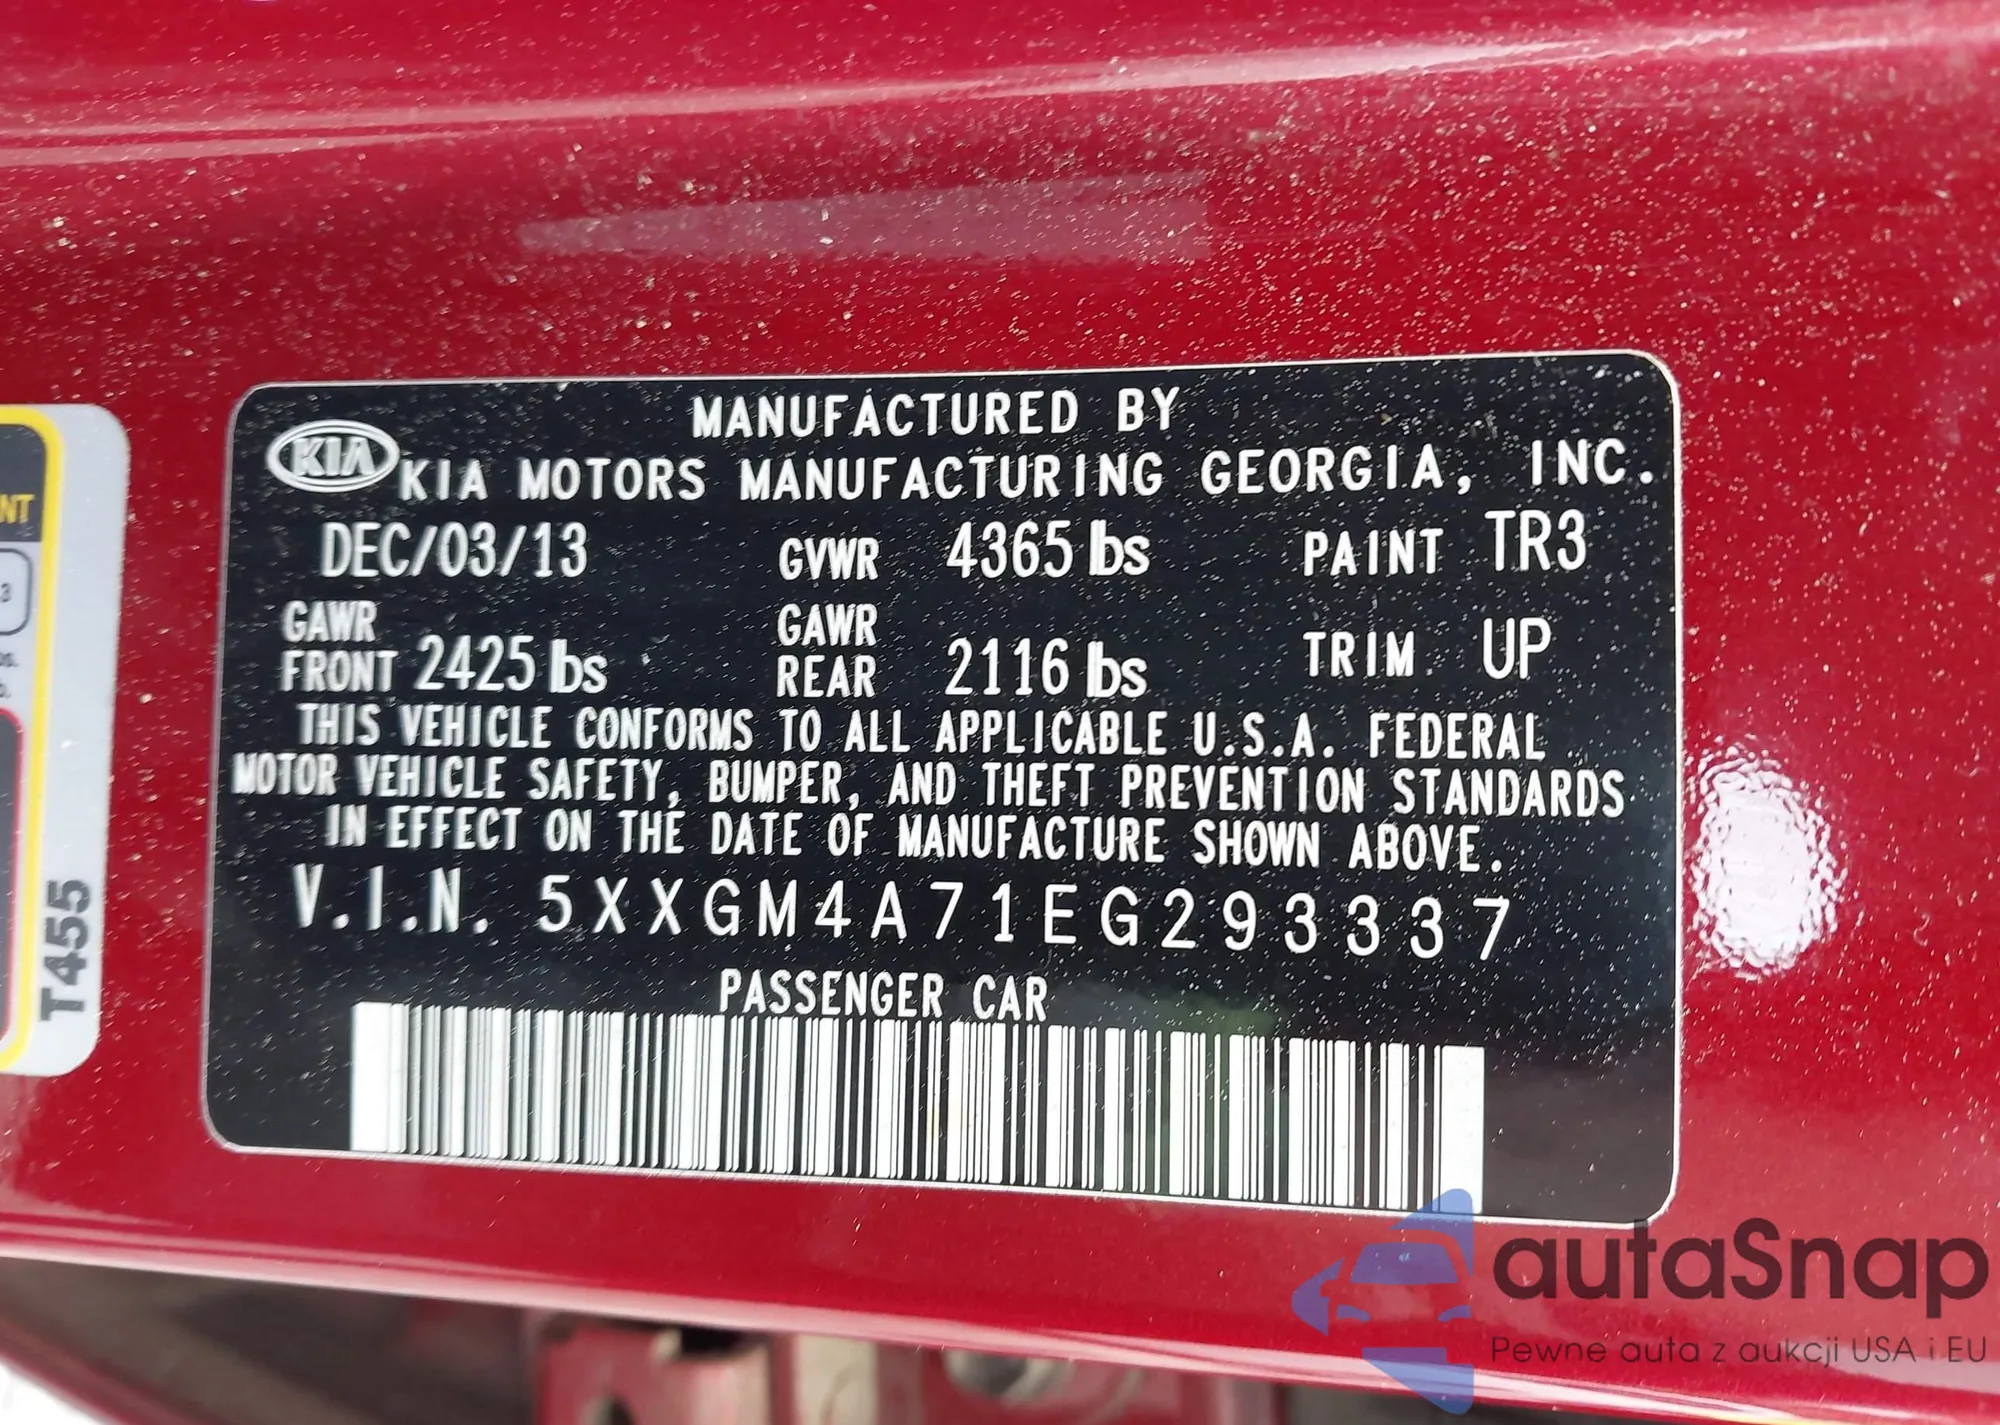 MANUFACTURED BY
KIA KIA MOTORS MANUFACTURING GEORGIA, INC.
DEC/03/13 GVWR 4365 lbs PAINT TR3
GAWR FRONT 2425 lbs GAWR REAR 2116 lbs TRIM UP
THIS VEHICLE CONFORMS TO ALL APPLICABLE U.S.A. FEDERAL
MOTOR VEHICLE SAFETY, BUMPER, AND THEFT PREVENTION STANDARDS
IN EFFECT ON THE DATE OF MANUFACTURE SHOWN ABOVE.
V.I.N. 5XXGM4A71EG293337
PASSENGER CAR
T455
autaSnap
Pewne auta z aukcji USA i EU